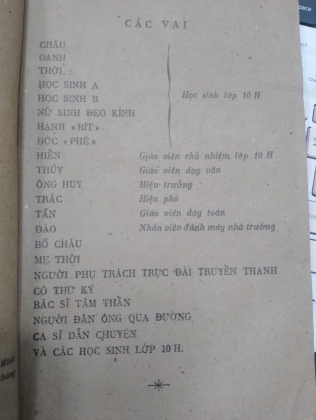 CÁC VAI
CHÂU
OANH
THỜI
HỌC SINH A
HỌC SINH B Học sinh lớp 10 H
NỮ SINH ĐEO KÍNH
HẠNH «BÍT»
ĐỨC «PHỆ»
HIỀN Giáo viên chủ nhiệm lớp 10 H
THÚY Giáo viên dạy văn
ÔNG HUY Hiệu trưởng
TRÁC Hiệu phó
TẤN Giáo viên dạy toán
ĐÀO Nhân viên đánh máy nhà trường
BỐ CHÂU
MẸ THỜI
NGƯỜI PHỤ TRÁCH TRỰC ĐÀI TRUYỀN THANH
CÔ THƯ KÝ
BÁC SĨ TÂM THẦN
NGƯỜI ĐÀN ÔNG QUA ĐƯỜNG
CA SĨ DẪN CHUYỆN
VÀ CÁC HỌC SINH LỚP 10 H.